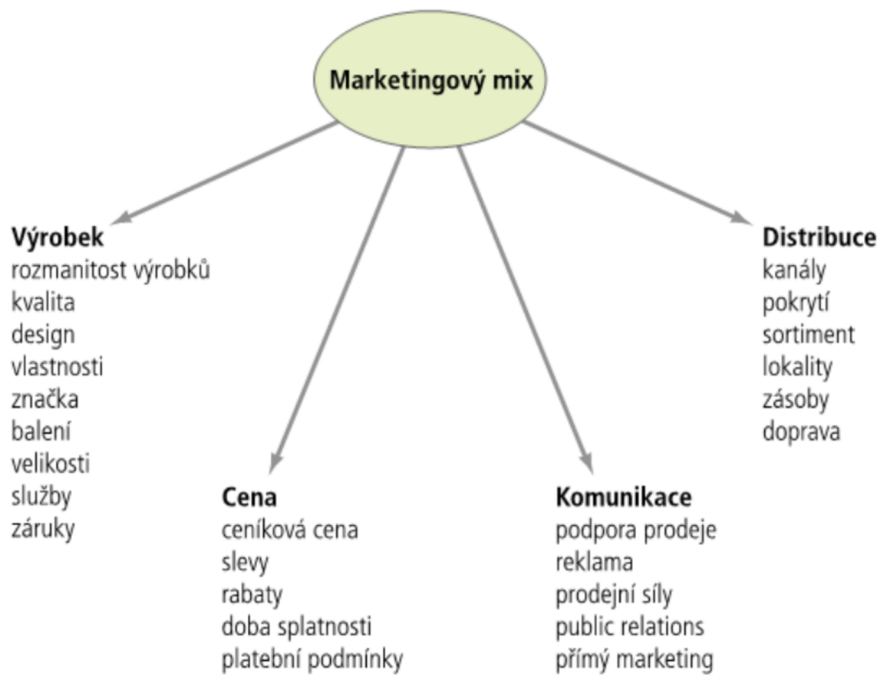 Marketingový mix
Výrobek
rozmanitost výrobků
kvalita
design
vlastnosti
značka
balení
velikosti
služby
záruky
Cena
ceníková cena
slevy
rabaty
doba splatnosti
platební podmínky
Komunikace
podpora prodeje
reklama
prodejní síly
public relations
přímý marketing
Distribuce
kanály
pokrytí
sortiment
lokality
zásoby
doprava